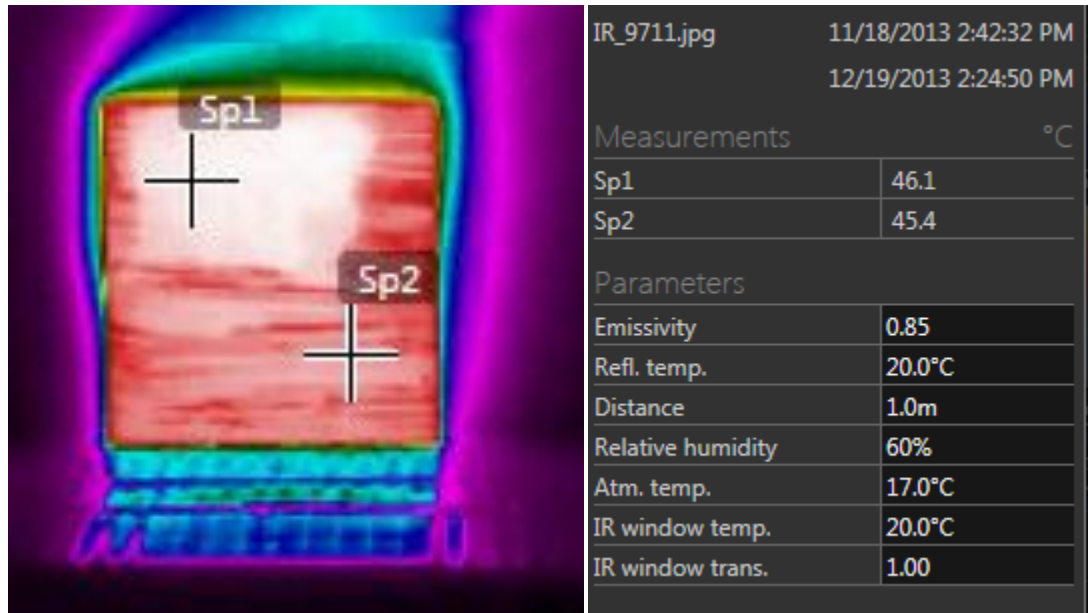 Sp1
Sp2
IR_9711.jpg 11/18/2013 2:42:32 PM
12/19/2013 2:24:50 PM
Measurements °C
Sp1 46.1
Sp2 45.4
Parameters
Emissivity 0.85
Refl. temp. 20.0°C
Distance 1.0m
Relative humidity 60%
Atm. temp. 17.0°C
IR window temp. 20.0°C
IR window trans. 1.00